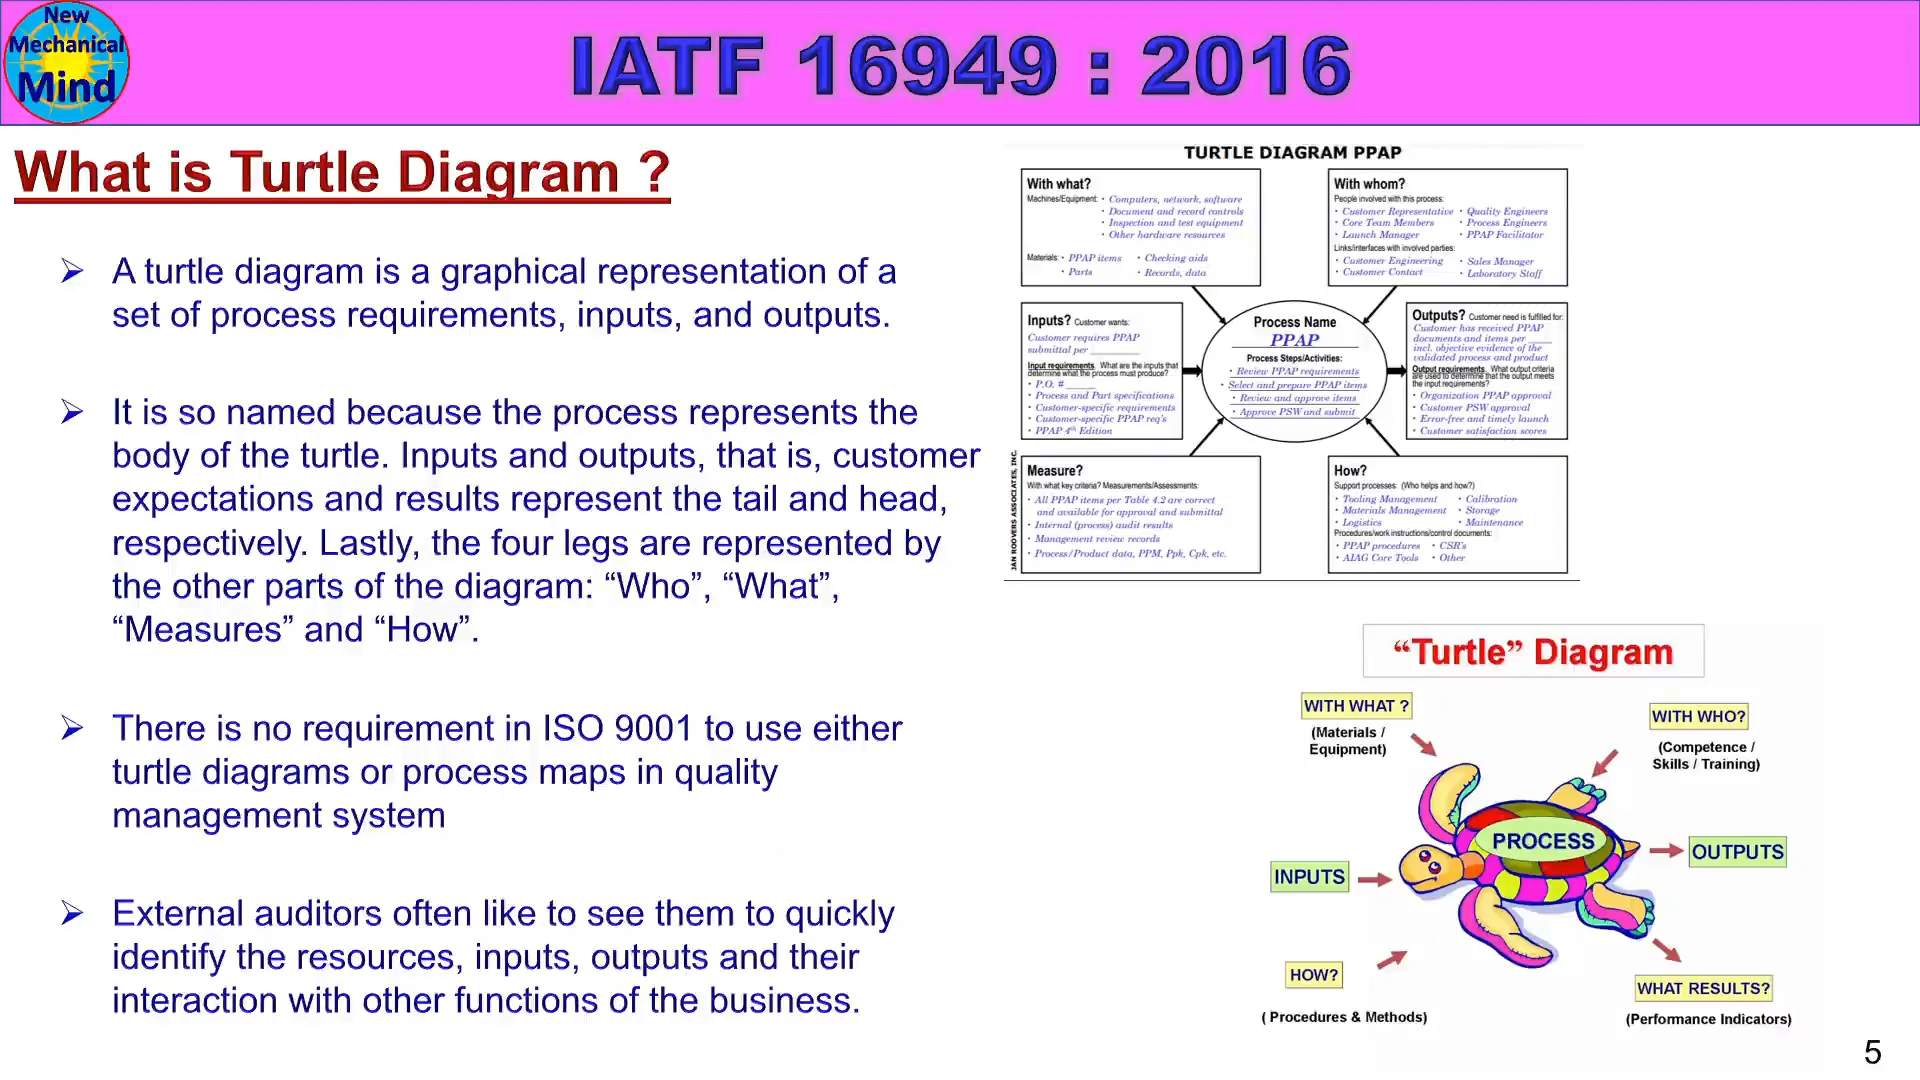 New
Mechanical
Mind
IATF 16949 : 2016
What is Turtle Diagram ?
➢ A turtle diagram is a graphical representation of a
set of process requirements, inputs, and outputs.
➢ It is so named because the process represents the
body of the turtle. Inputs and outputs, that is, customer
expectations and results represent the tail and head,
respectively. Lastly, the four legs are represented by
the other parts of the diagram: “Who”, “What”,
“Measures” and “How”.
➢ There is no requirement in ISO 9001 to use either
turtle diagrams or process maps in quality
management system
➢ External auditors often like to see them to quickly
identify the resources, inputs, outputs and their
interaction with other functions of the business.
TURTLE DIAGRAM PPAP
With what?
Machines/Equipment: • Computers, network, software
• Document and record controls
• Inspection and test equipment
• Other hardware resources
Materials: • PPAP items • Checking aids
• Parts • Records, data
With whom?
People involved with this process:
• Customer Representative • Quality Engineers
• Core Team Members • Process Engineers
• Launch Manager • PPAP Facilitator
Links/interfaces with involved parties:
• Customer Engineering • Sales Manager
• Customer Contact • Laboratory Staff
Inputs? Customer wants:
Customer requires PPAP
submittal per ________
Input requirements. What are the inputs that
determine what the process must produce?
• P.O. # _____
• Process and Part specifications
• Customer-specific requirements
• Customer-specific PPAP req's
• PPAP 4th Edition
Process Name
PPAP
Process Steps/Activities:
• Review PPAP requirements
• Select and prepare PPAP items
• Review and approve items
• Approve PSW and submit
Outputs? Customer need is fulfilled for:
Customer has received PPAP
documents and items per ____
incl. objective evidence of the
validated process and product
Output requirements. What output criteria
are used to determine that the output meets
the input requirements?
• Organization PPAP approval
• Customer PSW approval
• Error-free and timely launch
• Customer satisfaction scores
Measure?
With what key criteria? Measurements/Assessments:
• All PPAP items per Table 4.2 are correct
and available for approval and submittal
• Internal (process) audit results
• Management review records
• Process/Product data, PPM, Ppk, Cpk, etc.
How?
Support processes: (Who helps and how?)
• Tooling Management • Calibration
• Materials Management • Storage
• Logistics • Maintenance
Procedures/work instructions/control documents:
• PPAP procedures • CSR's
• AIAG Core Tools • Other
JAN ROOVERS ASSOCIATES, INC.
“Turtle” Diagram
WITH WHAT ?
(Materials /
Equipment)
WITH WHO?
(Competence /
Skills / Training)
PROCESS
INPUTS
OUTPUTS
HOW?
( Procedures & Methods)
WHAT RESULTS?
(Performance Indicators)
5